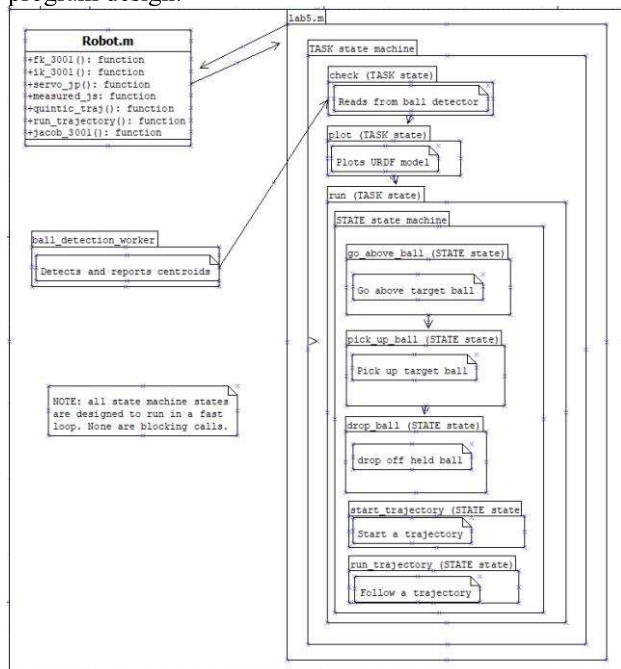 program design.
lab5.m
TASK state machine
Robot.m
+fk_3001(): function
+ik_3001(): function
+servo_jp(): function
+measured_js: function
+quintic_traj(): function
+run_trajectory(): function
+jacob_3001(): function
check (TASK state)
Reads from ball detector
plot (TASK state)
Plots URDF model
run (TASK state)
STATE state machine
ball_detection_worker
Detects and reports centroids
go_above_ball (STATE state)
Go above target ball
pick_up_ball (STATE state)
Pick up target ball
NOTE: all state machine states
are designed to run in a fast
loop. None are blocking calls.
drop_ball (STATE state)
drop off held ball
start_trajectory (STATE state
Start a trajectory
run_trajectory (STATE state)
Follow a trajectory